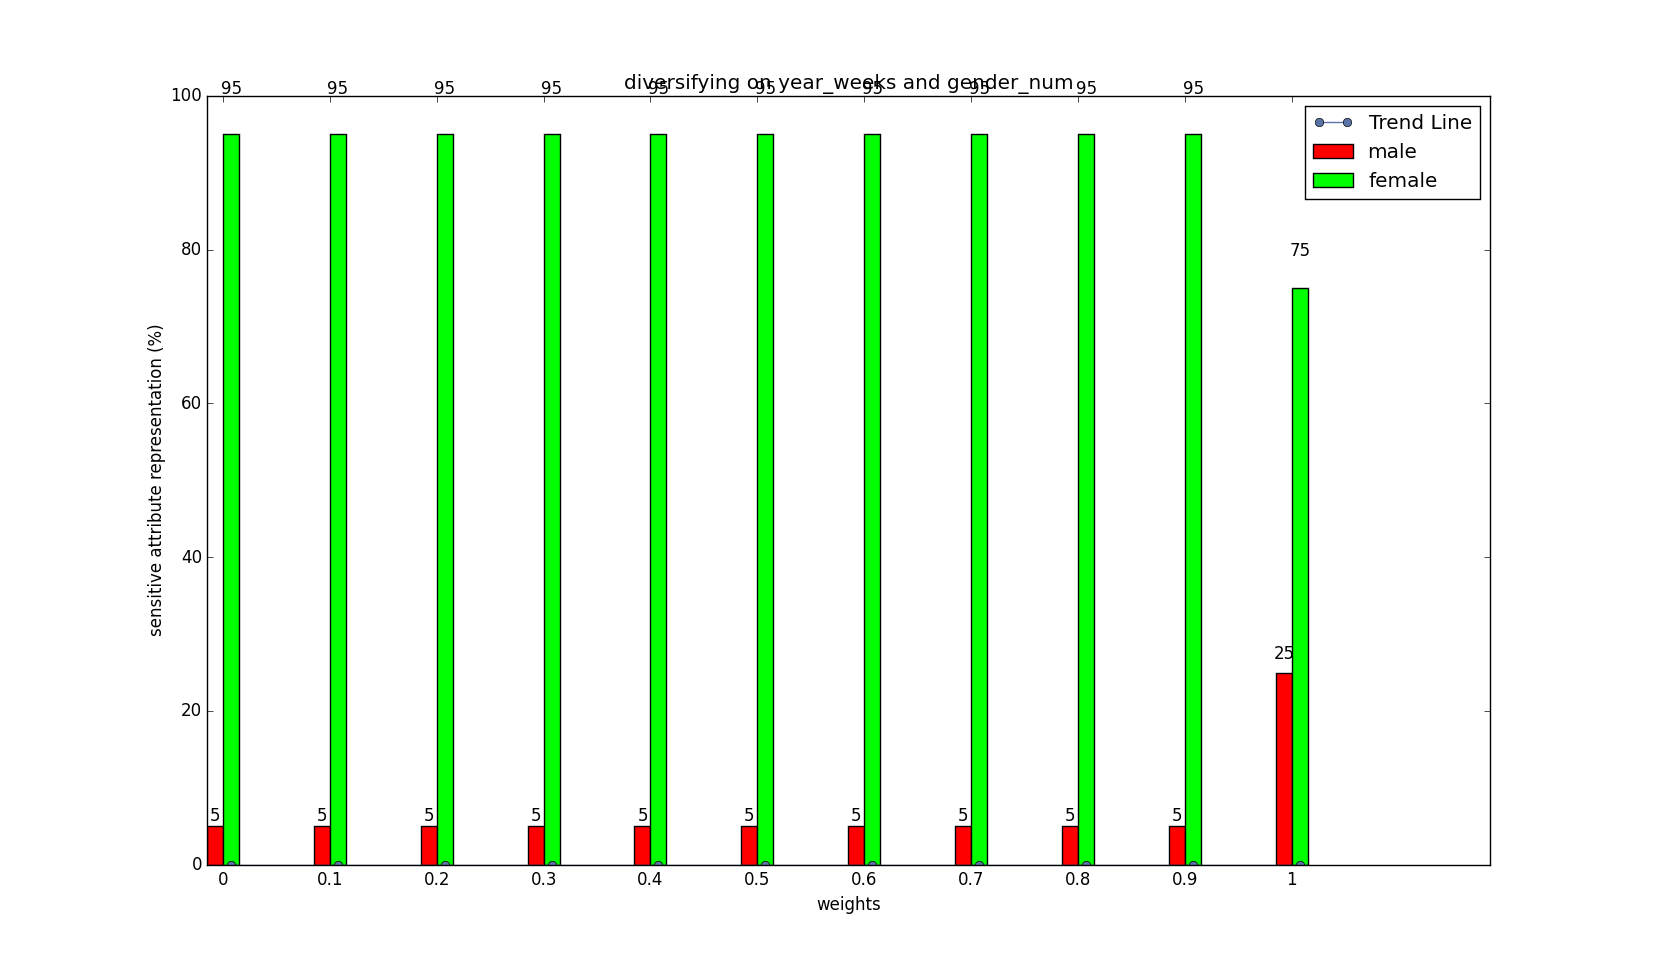 diversifying on year_weeks and gender_num
95 95 95 95 95 95 95 95 95 95
100
Trend Line
male
female
80
75
sensitive attribute representation (%)
60
40
25
20
5 5 5 5 5 5 5 5 5 5
0
0 0.1 0.2 0.3 0.4 0.5 0.6 0.7 0.8 0.9 1
weights